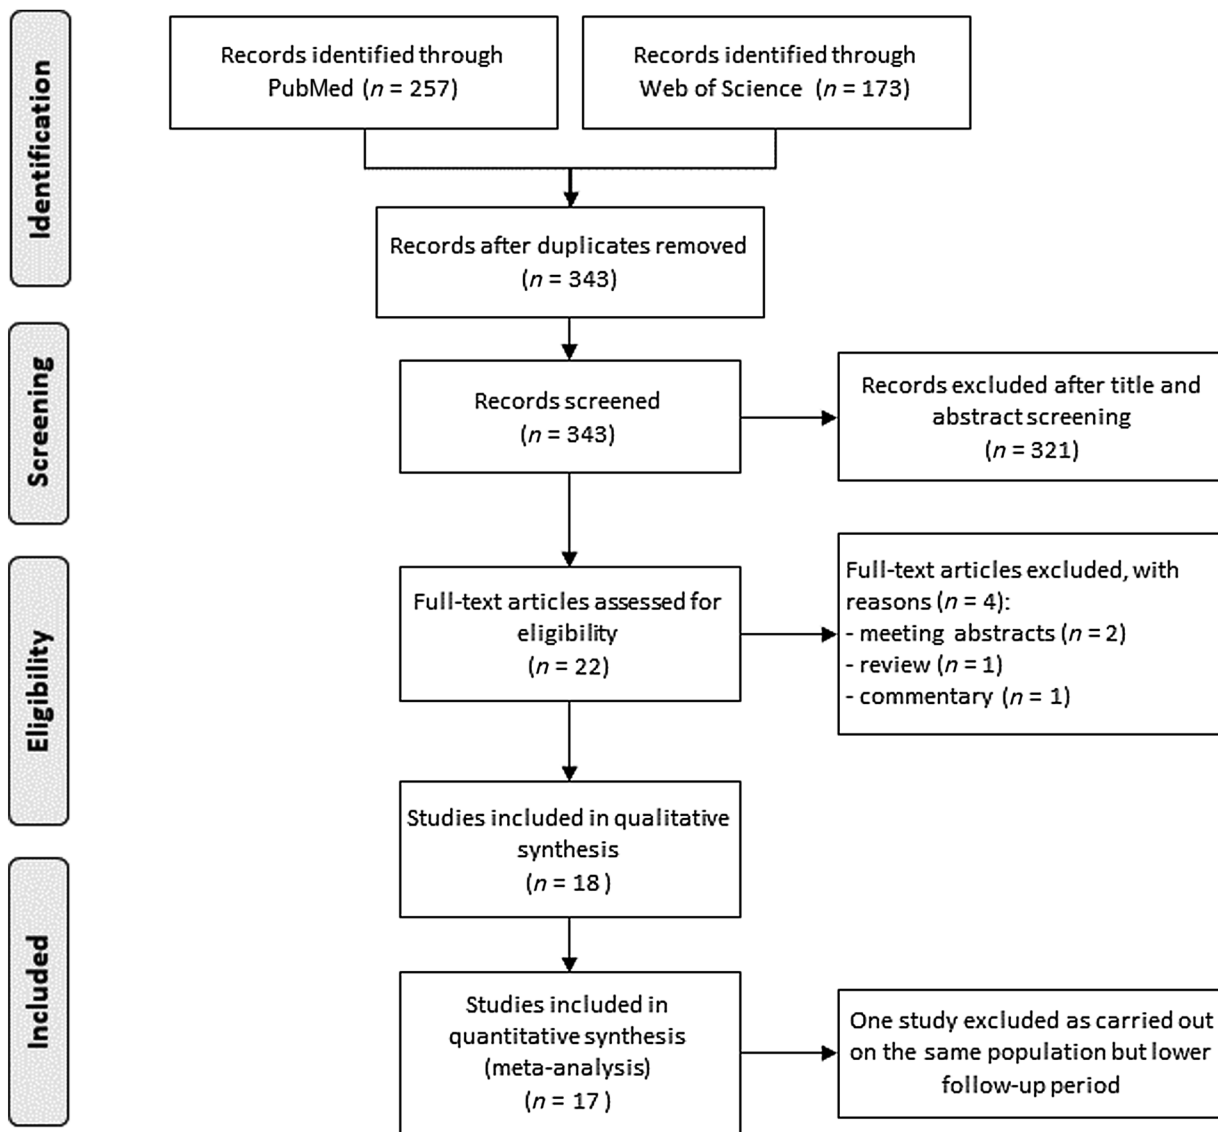 Identification
Records identified through
PubMed (n = 257)
Records identified through
Web of Science (n = 173)
Records after duplicates removed
(n = 343)
Screening
Records screened
(n = 343)
Records excluded after title and
abstract screening
(n = 321)
Eligibility
Full-text articles assessed for
eligibility
(n = 22)
Full-text articles excluded, with
reasons (n = 4):
- meeting abstracts (n = 2)
- review (n = 1)
- commentary (n = 1)
Studies included in qualitative
synthesis
(n = 18 )
Included
Studies included in
quantitative synthesis
(meta-analysis)
(n = 17 )
One study excluded as carried out
on the same population but lower
follow-up period